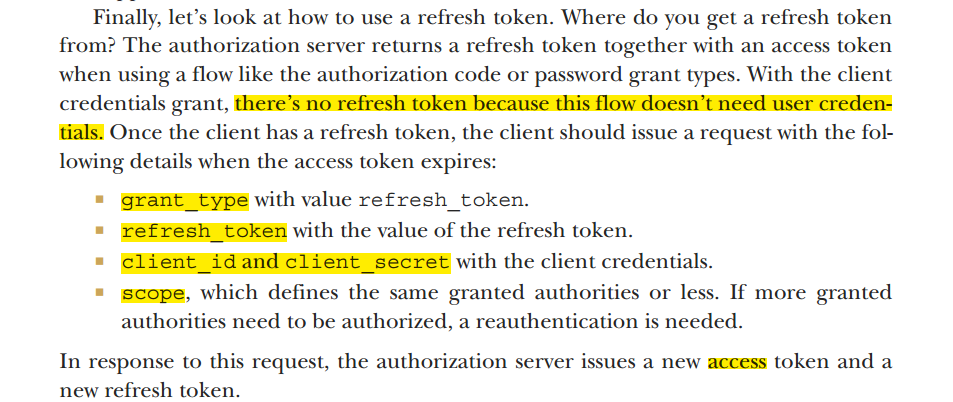 Finally, let’s look at how to use a refresh token. Where do you get a refresh token
from? The authorization server returns a refresh token together with an access token
when using a flow like the authorization code or password grant types. With the client
credentials grant, there’s no refresh token because this flow doesn’t need user creden-
tials. Once the client has a refresh token, the client should issue a request with the fol-
lowing details when the access token expires:
▪ grant_type with value refresh_token.
▪ refresh_token with the value of the refresh token.
▪ client_id and client_secret with the client credentials.
▪ scope, which defines the same granted authorities or less. If more granted
authorities need to be authorized, a reauthentication is needed.
In response to this request, the authorization server issues a new access token and a
new refresh token.